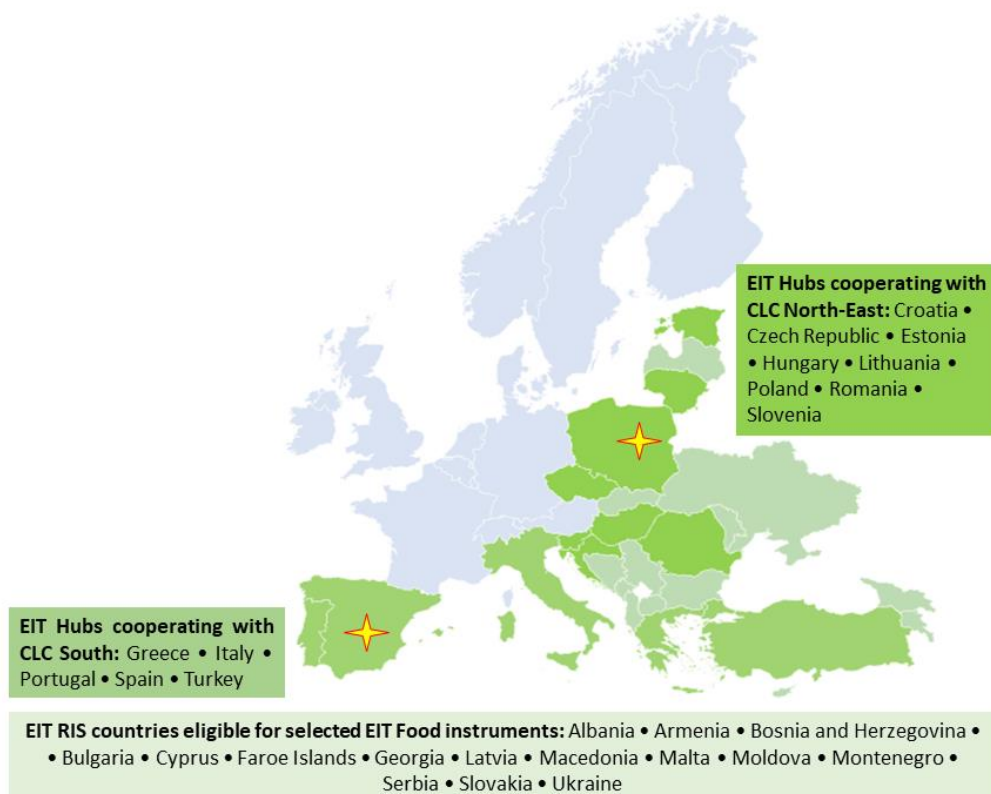 EIT Hubs cooperating with
CLC North-East: Croatia •
Czech Republic • Estonia
• Hungary • Lithuania •
Poland • Romania •
Slovenia
EIT Hubs cooperating with
CLC South: Greece • Italy •
Portugal • Spain • Turkey
EIT RIS countries eligible for selected EIT Food instruments: Albania • Armenia • Bosnia and Herzegovina •
• Bulgaria • Cyprus • Faroe Islands • Georgia • Latvia • Macedonia • Malta • Moldova • Montenegro •
Serbia • Slovakia • Ukraine